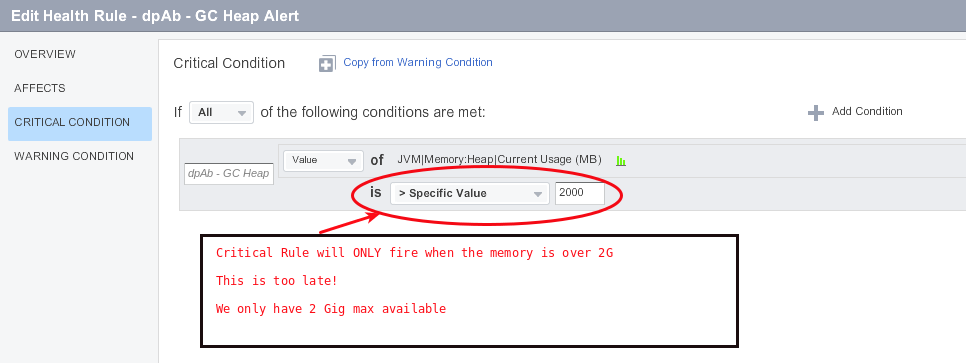 Edit Health Rule - dpAb - GC Heap Alert
OVERVIEW
AFFECTS
CRITICAL CONDITION
WARNING CONDITION
Critical Condition Copy from Warning Condition
If All of the following conditions are met: Add Condition
dpAb - GC Heap
Value of JVM|Memory:Heap|Current Usage (MB)
is > Specific Value 2000
Critical Rule will ONLY fire when the memory is over 2G
This is too late!
We only have 2 Gig max available